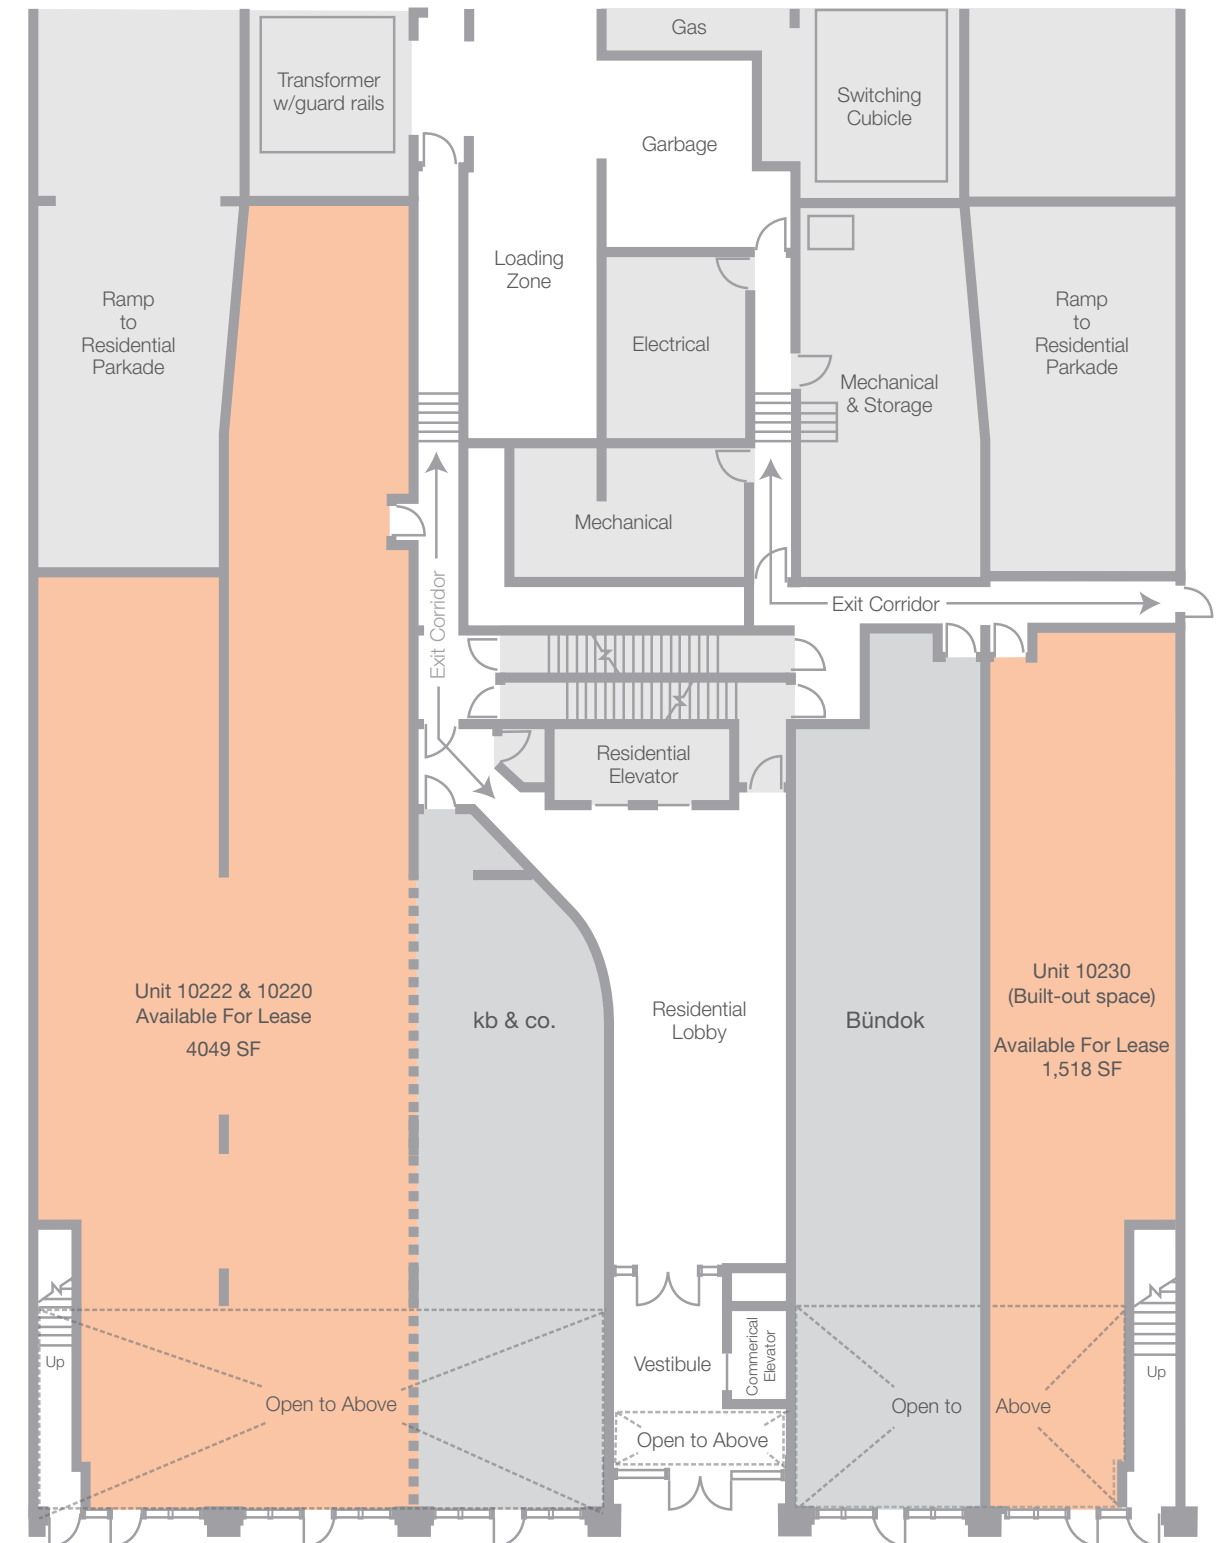 Gas
Transformer
w/guard rails
Switching
Cubicle
Garbage
Loading
Zone
Ramp
to
Residential
Parkade
Electrical
Ramp
to
Residential
Parkade
Mechanical
& Storage
Mechanical
Exit Corridor
Exit Corridor
Residential
Elevator
Unit 10222 & 10220
Available For Lease
4049 SF
kb & co.
Residential
Lobby
Bündok
Unit 10230
(Built-out space)
Available For Lease
1,518 SF
Up
Vestibule
Commerical
Elevator
Up
Open to Above
Open to Above
Open to Above